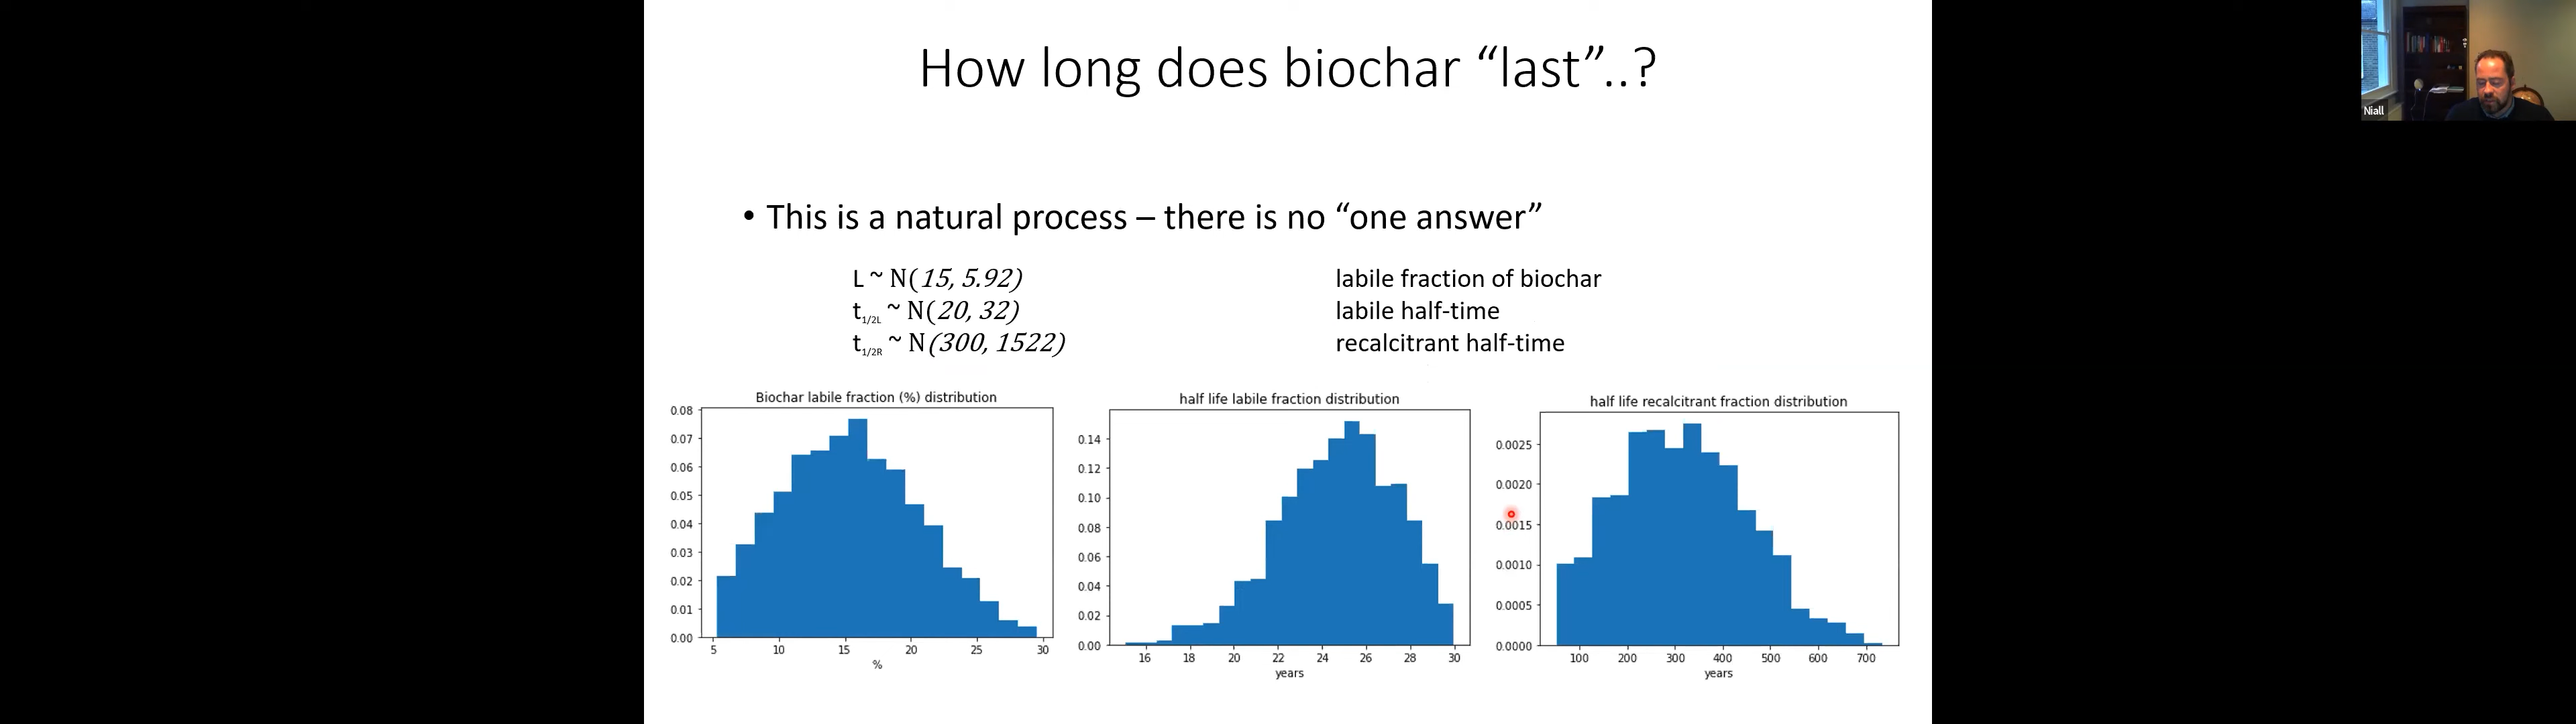 How long does biochar “last”..?
Niall
• This is a natural process – there is no “one answer”
L ~ N(15, 5.92) labile fraction of biochar
t1/2L ~ N(20, 32) labile half-time
t1/2R ~ N(300, 1522) recalcitrant half-time
Biochar labile fraction (%) distribution
0.08
0.07
0.06
0.05
0.04
0.03
0.02
0.01
0.00
5 10 15 20 25 30
%
half life labile fraction distribution
0.14
0.12
0.10
0.08
0.06
0.04
0.02
0.00
16 18 20 22 24 26 28 30
years
half life recalcitrant fraction distribution
0.0025
0.0020
0.0015
0.0010
0.0005
0.0000
100 200 300 400 500 600 700
years